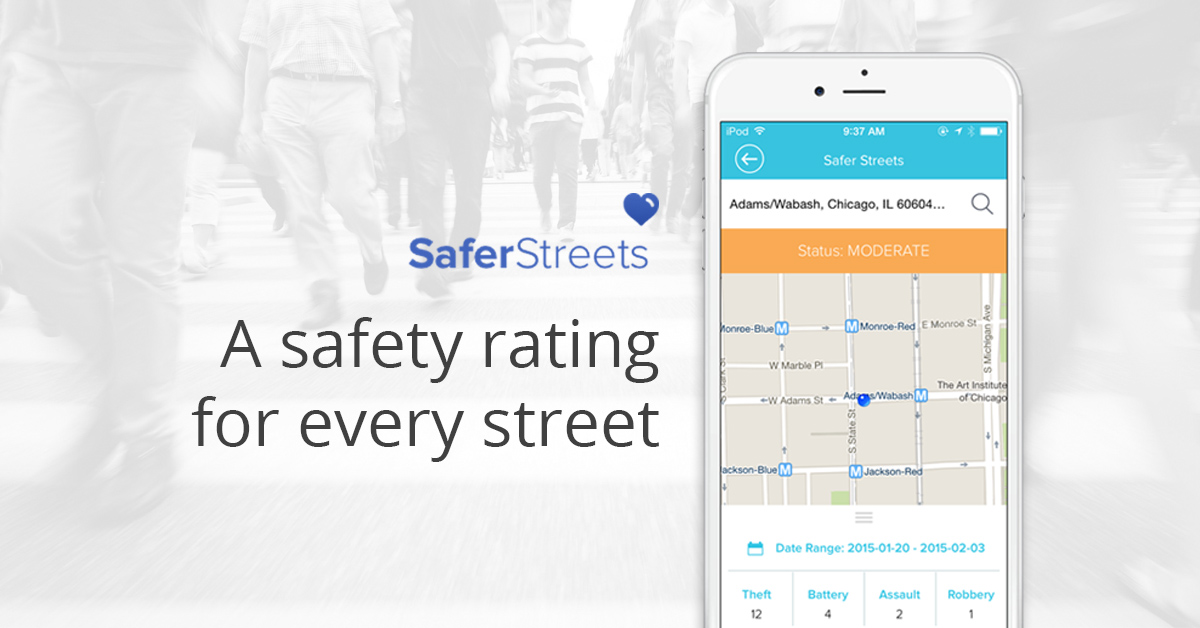 SaferStreets
A safety rating
for every street
iPod
9:37 AM
Safer Streets
Adams/Wabash, Chicago, IL 60604...
Status: MODERATE
Monroe-Blue
M
M
Monroe-Red
E Monroe St
S Michigan Ave
W Marble Pl
S Clark St
W Adams St
Adams/Wabash
M
The Art Institute
of Chicago
S State St
Jackson-Blue
M
M
Jackson-Red
Date Range: 2015-01-20 - 2015-02-03
Theft
Battery
Assault
Robbery
12
4
2
1